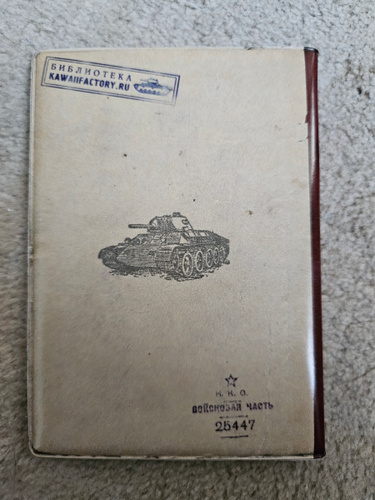 БИБЛИОТЕКА
KAWAIIFACTORY.RU
Н. К. О.
ВОЙСКОВАЯ ЧАСТЬ
25447